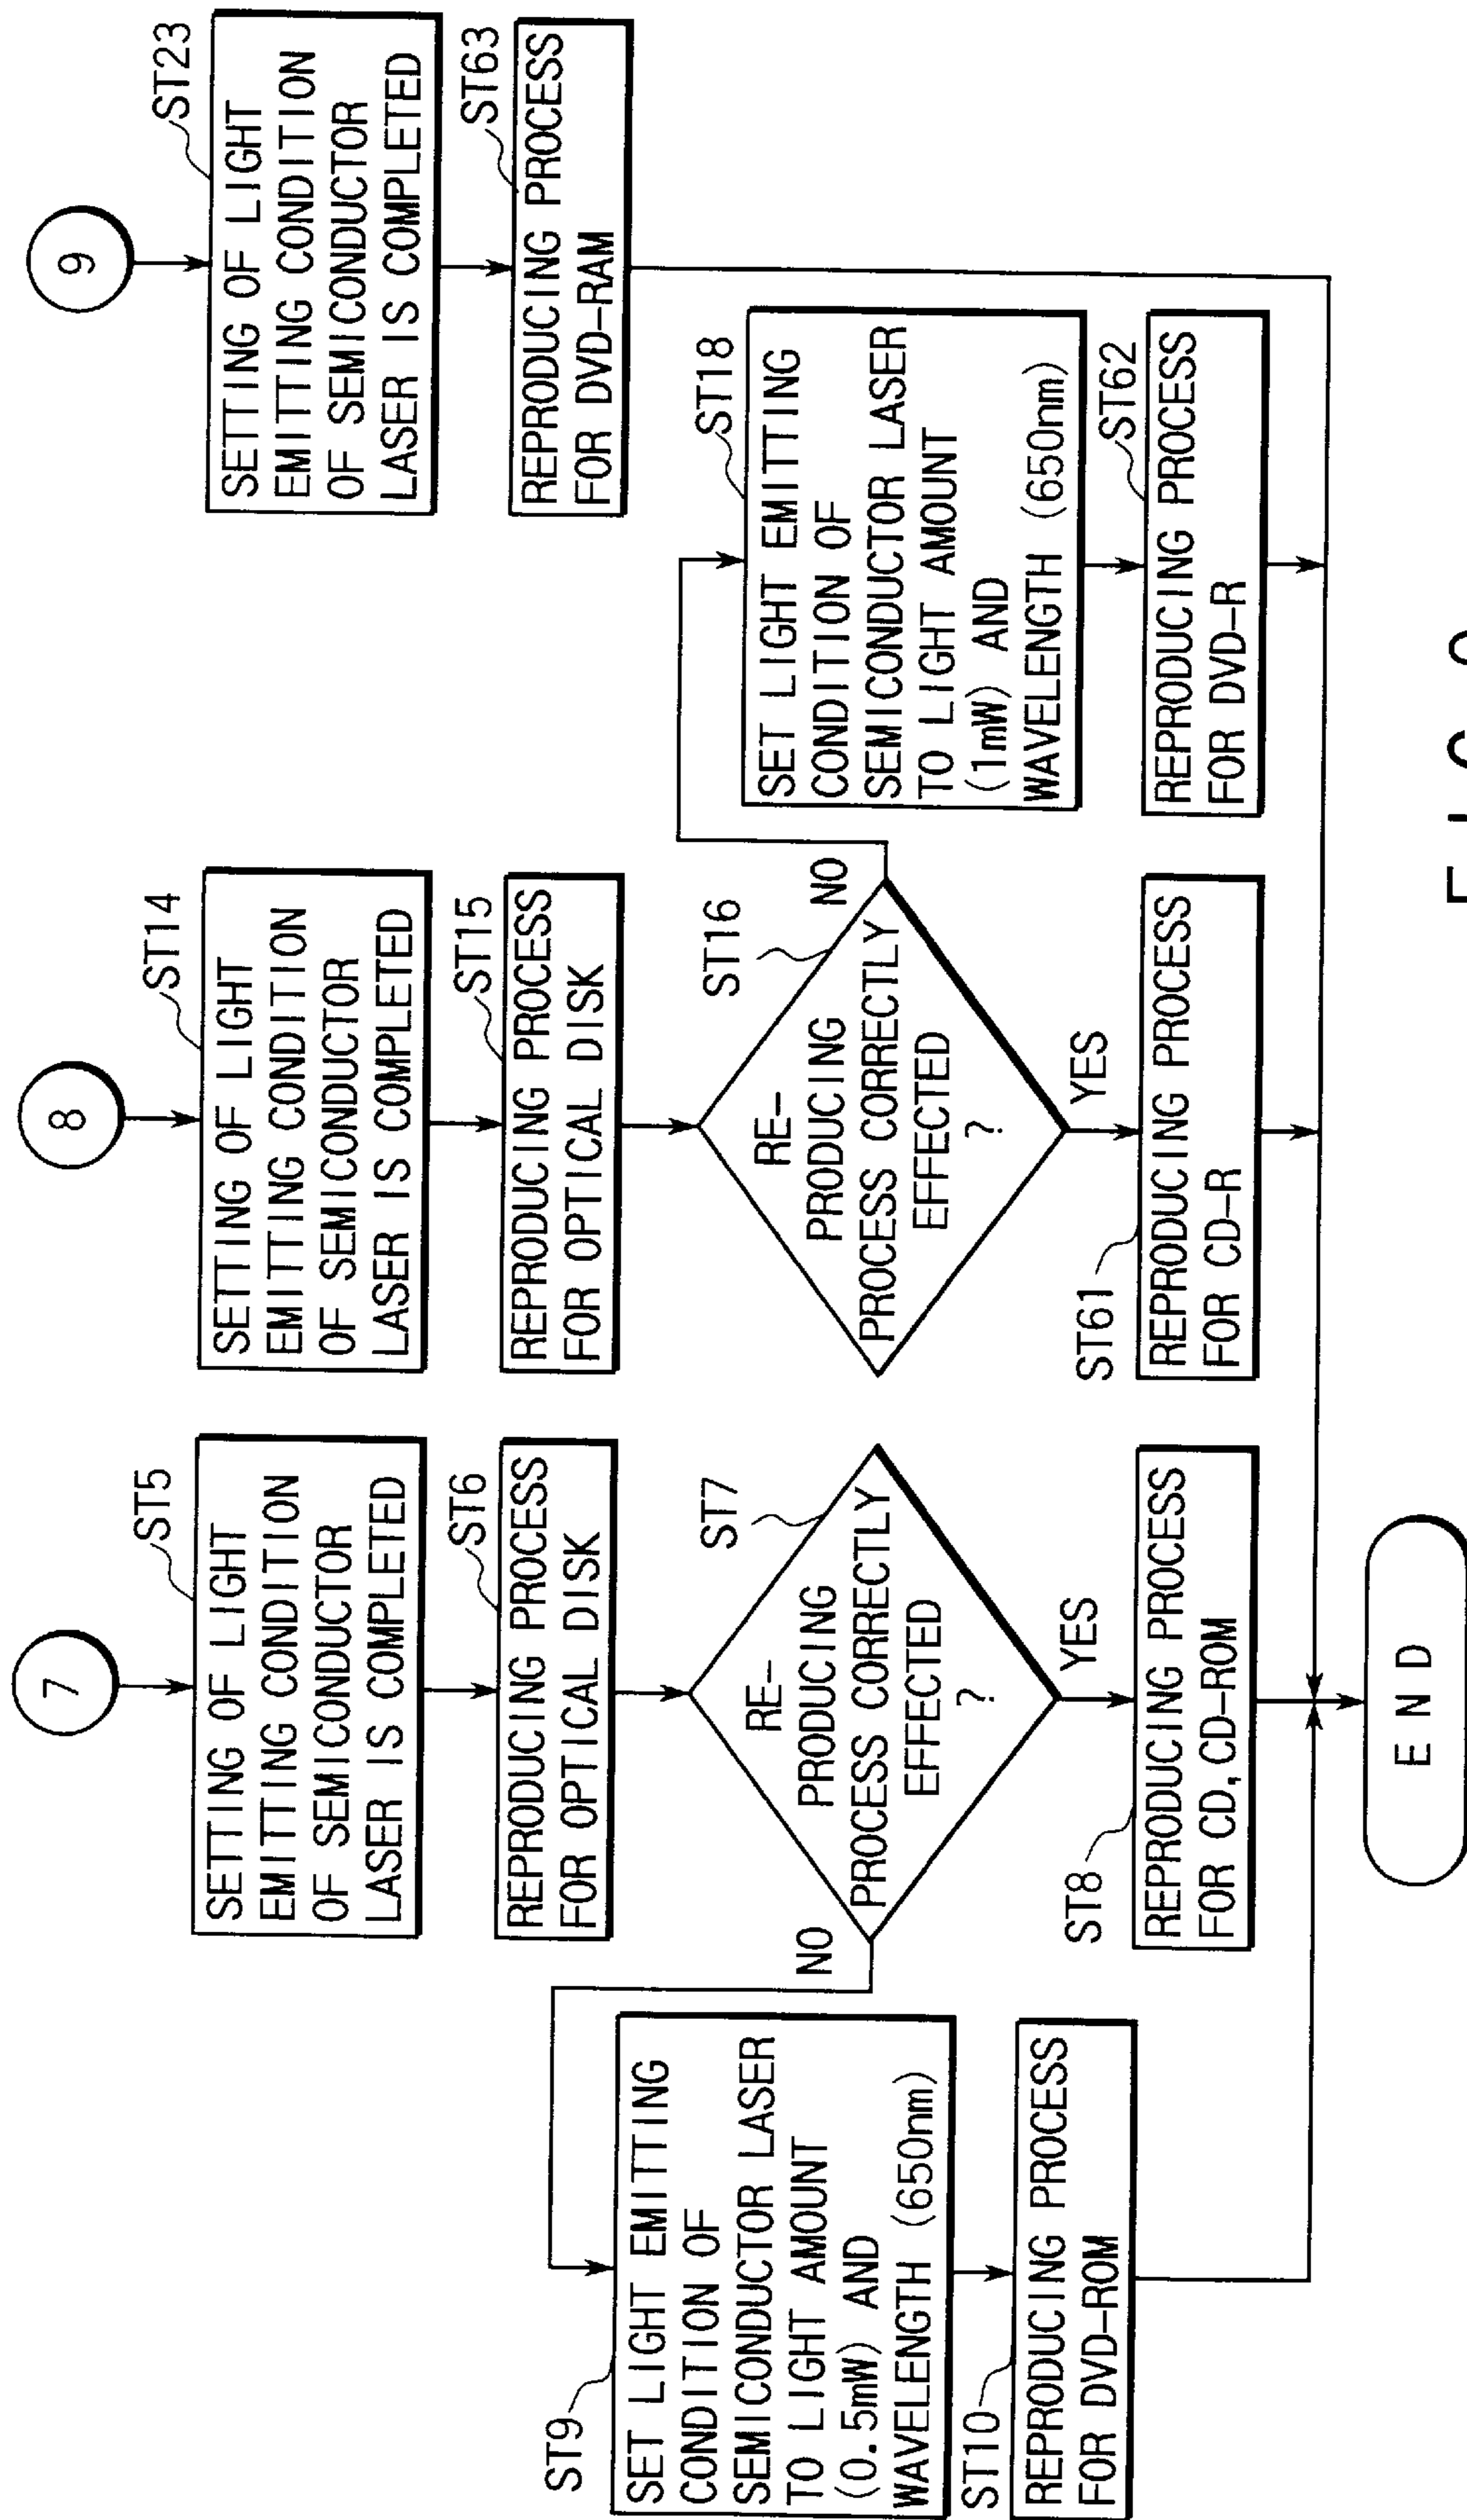 7
ST5
SETTING OF LIGHT
EMITTING CONDITION
OF SEMICONDUCTOR
LASER IS COMPLETED
ST6
REPRODUCING PROCESS
FOR OPTICAL DISK
ST7
RE-
PRODUCING
PROCESS CORRECTLY
EFFECTED
?
NO
YES
ST9
SET LIGHT EMITTING
CONDITION OF
SEMICONDUCTOR LASER
TO LIGHT AMOUNT
(0.5mW) AND
WAVELENGTH (650nm)
ST10
REPRODUCING PROCESS
FOR DVD-ROM
ST8
REPRODUCING PROCESS
FOR CD, CD-ROM
8
ST14
SETTING OF LIGHT
EMITTING CONDITION
OF SEMICONDUCTOR
LASER IS COMPLETED
ST15
REPRODUCING PROCESS
FOR OPTICAL DISK
ST16
RE-
PRODUCING
PROCESS CORRECTLY
EFFECTED
?
NO
YES
ST61
REPRODUCING PROCESS
FOR CD-R
ST18
SET LIGHT EMITTING
CONDITION OF
SEMICONDUCTOR LASER
TO LIGHT AMOUNT
(1mW) AND
WAVELENGTH (650nm)
ST62
REPRODUCING PROCESS
FOR DVD-R
9
ST23
SETTING OF LIGHT
EMITTING CONDITION
OF SEMICONDUCTOR
LASER IS COMPLETED
ST63
REPRODUCING PROCESS
FOR DVD-RAM
END